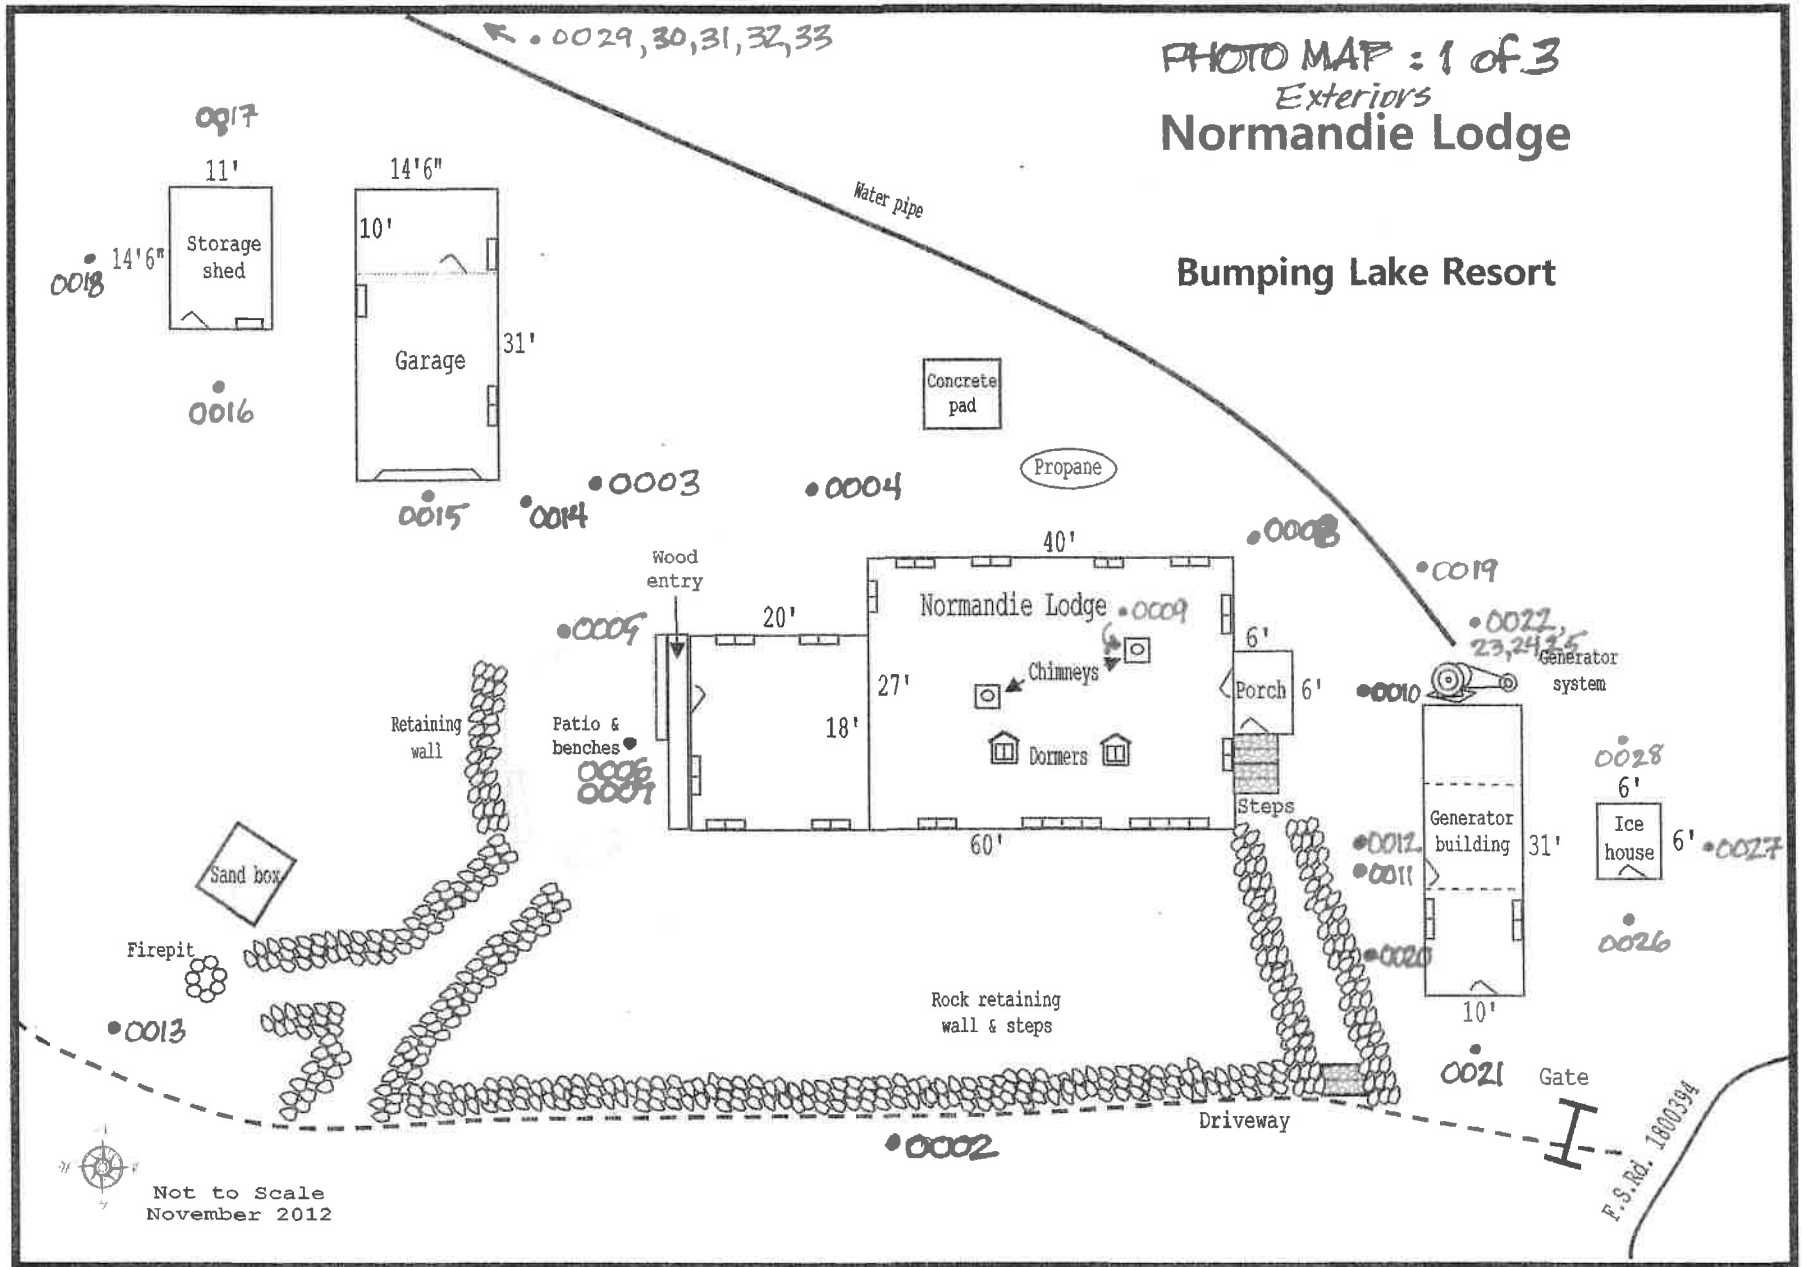 0029, 30, 31, 32, 33
PHOTO MAP : 1 of 3
Exteriors
Normandie Lodge
Bumping Lake Resort
0017
11'
14'6"
Storage
shed
14'6"
0018
0016
10'
Garage
31'
0015
0014
0003
0004
Water pipe
Concrete
pad
Propane
0008
0019
0022,
23, 24, 25
Generator
system
Wood
entry
0005
20'
40'
Normandie Lodge
0009
Chimneys
27'
18'
Dormers
6'
Porch
6'
0010
Steps
60'
Retaining
wall
Patio &
benches
0006
0007
Sand box
Firepit
0013
Rock retaining
wall & steps
0012
0011
0020
Generator
building
31'
10'
0021
0028
6'
Ice
house
6'
0027
0026
Gate
Driveway
F.S.Rd. 1800394
0002
N
W
E
Not to Scale
November 2012